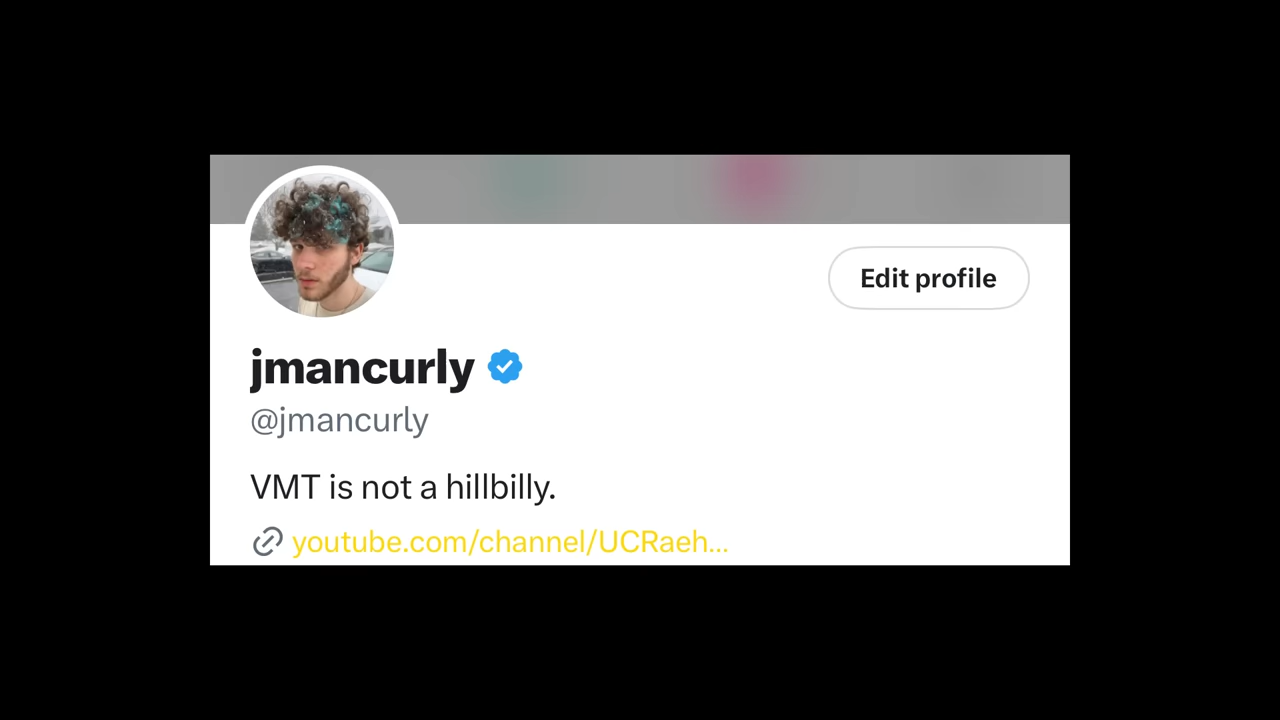 Edit profile
jmancurly
@jmancurly
VMT is not a hillbilly.
youtube.com/channel/UCRaeh...